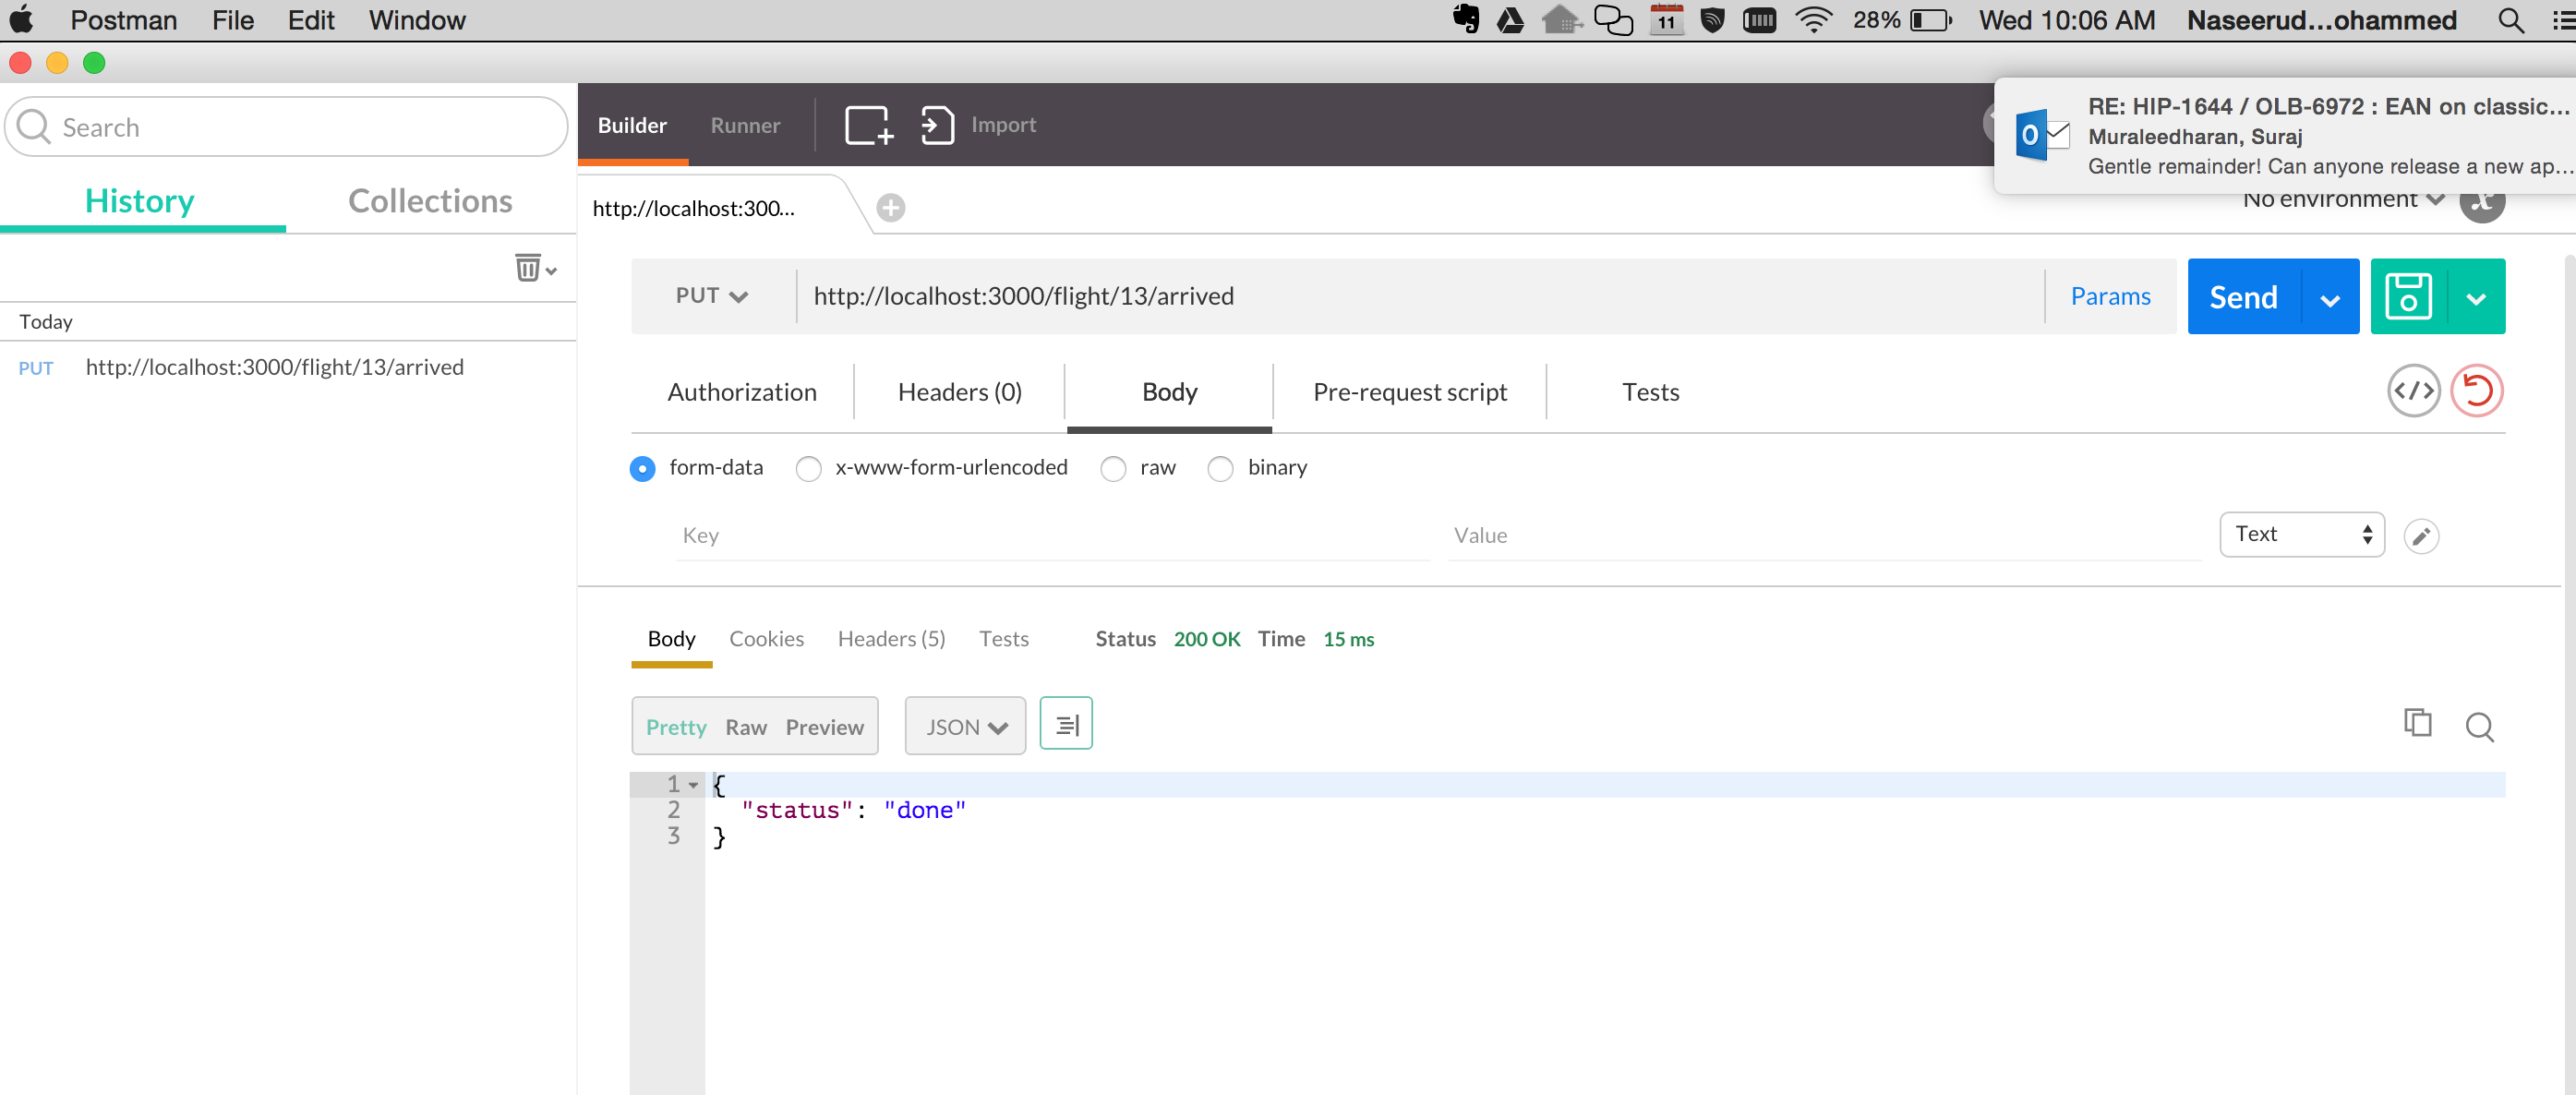 Postman File Edit Window
11 28% Wed 10:06 AM Naseerud...ohammed
Search
History Collections
Today
PUT http://localhost:3000/flight/13/arrived
Builder Runner Import
RE: HIP-1644 / OLB-6972 : EAN on classic...
Muraleedharan, Suraj
Gentle remainder! Can anyone release a new ap...
http://localhost:300...
No environment
PUT http://localhost:3000/flight/13/arrived Params Send
Authorization Headers (0) Body Pre-request script Tests
form-data x-www-form-urlencoded raw binary
Key Value Text
Body Cookies Headers (5) Tests Status 200 OK Time 15 ms
Pretty Raw Preview JSON
1 {
2 "status": "done"
3 }